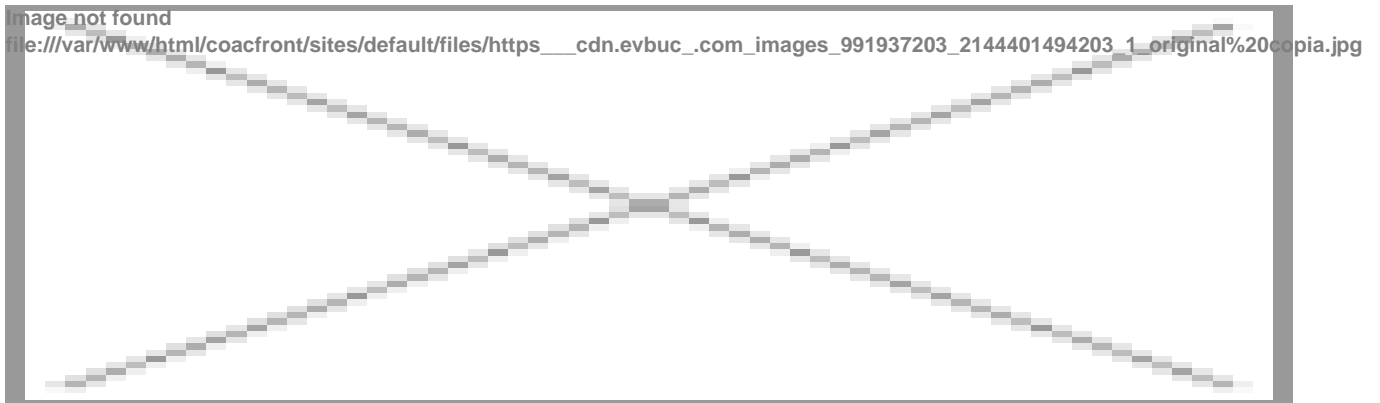 Image not found
file:///var/www/html/coacfront/sites/default/files/https___cdn.evbuc_.com_images_991937203_2144401494203_1_original%20copia.jpg